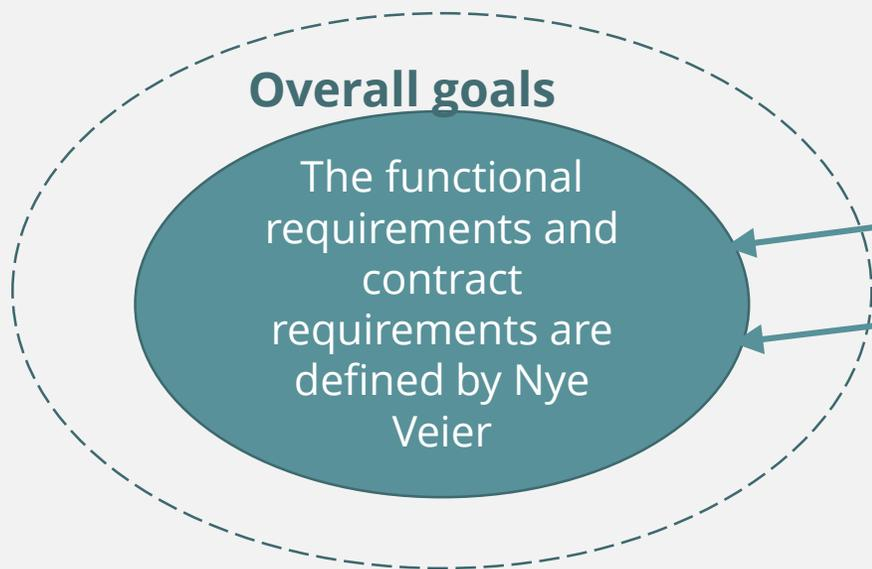 Overall goals
The functional
requirements and
contract
requirements are
defined by Nye
Veier